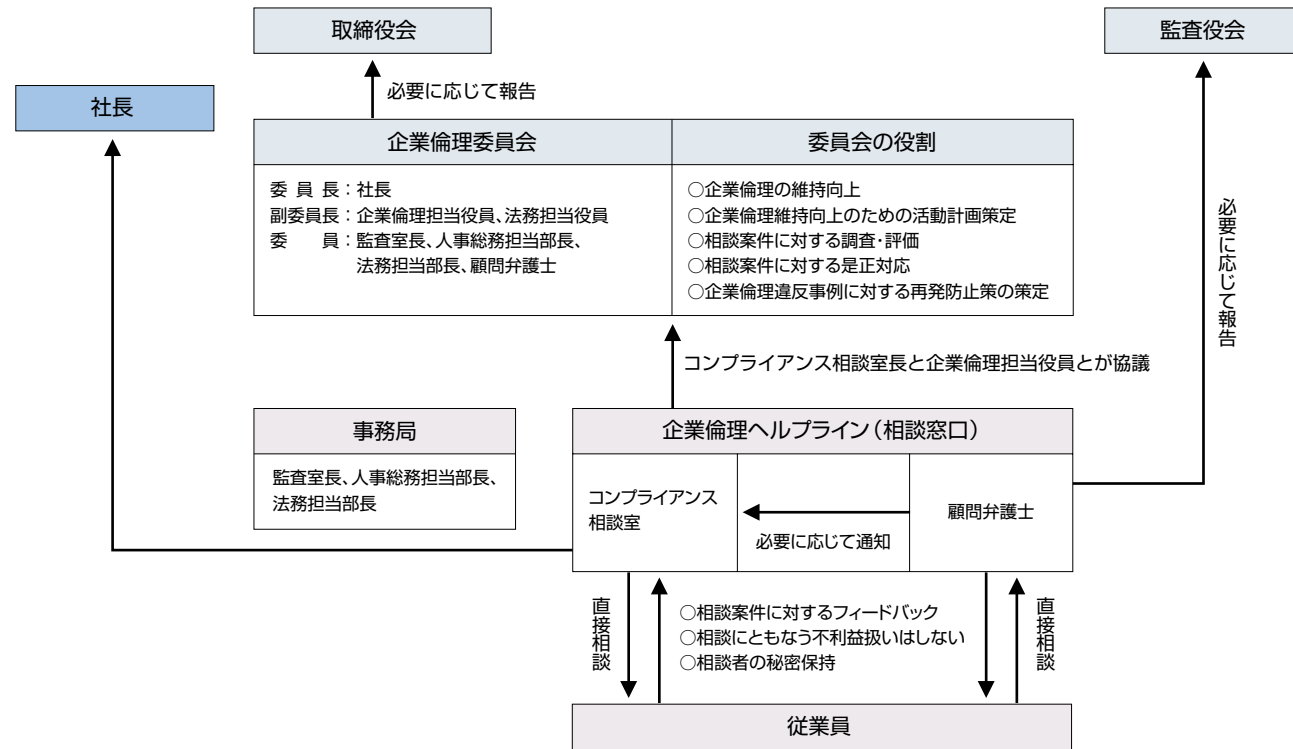 取締役会
監査役会
必要に応じて報告
社長
企業倫理委員会
委員会の役割
委員長：社長
副委員長：企業倫理担当役員、法務担当役員
委員：監査室長、人事総務担当部長、
法務担当部長、顧問弁護士
○企業倫理の維持向上
○企業倫理維持向上のための活動計画策定
○相談案件に対する調査・評価
○相談案件に対する是正対応
○企業倫理違反事例に対する再発防止策の策定
必要に応じて報告
コンプライアンス相談室長と企業倫理担当役員とが協議
事務局
監査室長、人事総務担当部長、
法務担当部長
企業倫理ヘルプライン（相談窓口）
コンプライアンス
相談室
必要に応じて通知
顧問弁護士
直接相談
○相談案件に対するフィードバック
○相談にともなう不利益扱いはしない
○相談者の秘密保持
直接相談
従業員